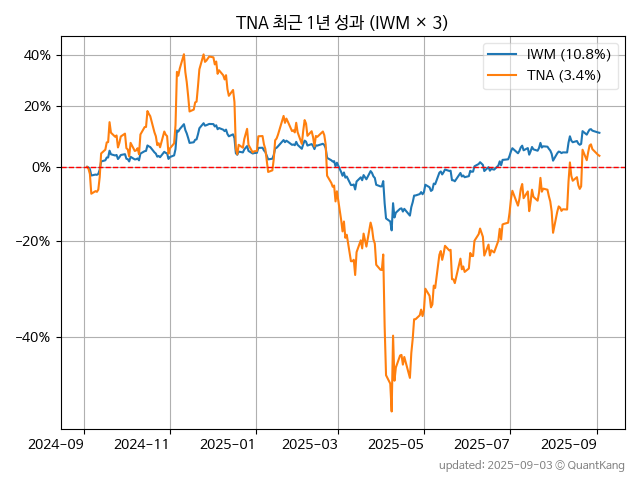 TNA 최근 1년 성과 (IWM × 3)
IWM (10.8%)
TNA (3.4%)
40%
20%
0%
−20%
−40%
2024-09 2024-11 2025-01 2025-03 2025-05 2025-07 2025-09
updated: 2025-09-03 © QuantKang